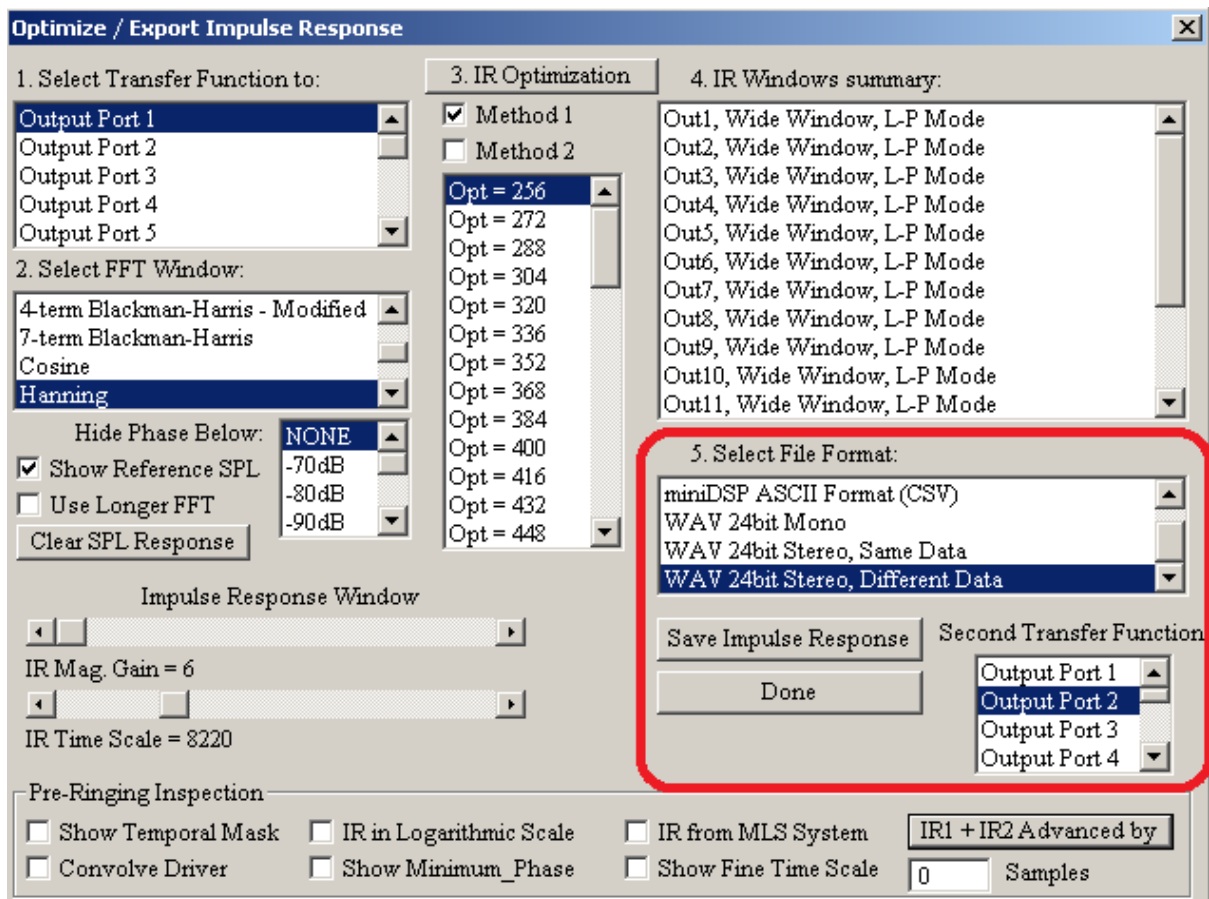 Optimize / Export Impulse Response
1. Select Transfer Function to:
Output Port 1
Output Port 2
Output Port 3
Output Port 4
Output Port 5
2. Select FFT Window:
4-term Blackman-Harris - Modified
7-term Blackman-Harris
Cosine
Hanning
Hide Phase Below:
NONE
-70dB
-80dB
-90dB
Show Reference SPL
Use Longer FFT
Clear SPL Response
3. IR Optimization
Method 1
Method 2
Opt = 256
Opt = 272
Opt = 288
Opt = 304
Opt = 320
Opt = 336
Opt = 352
Opt = 368
Opt = 384
Opt = 400
Opt = 416
Opt = 432
Opt = 448
4. IR Windows summary:
Out1, Wide Window, L-P Mode
Out2, Wide Window, L-P Mode
Out3, Wide Window, L-P Mode
Out4, Wide Window, L-P Mode
Out5, Wide Window, L-P Mode
Out6, Wide Window, L-P Mode
Out7, Wide Window, L-P Mode
Out8, Wide Window, L-P Mode
Out9, Wide Window, L-P Mode
Out10, Wide Window, L-P Mode
Out11, Wide Window, L-P Mode
5. Select File Format:
miniDSP ASCII Format (CSV)
WAV 24bit Mono
WAV 24bit Stereo, Same Data
WAV 24bit Stereo, Different Data
Save Impulse Response
Done
Second Transfer Function
Output Port 1
Output Port 2
Output Port 3
Output Port 4
Impulse Response Window
IR Mag. Gain = 6
IR Time Scale = 8220
Pre-Ringing Inspection
Show Temporal Mask
IR in Logarithmic Scale
IR from MLS System
IR1 + IR2 Advanced by
Convolve Driver
Show Minimum_Phase
Show Fine Time Scale
0
Samples